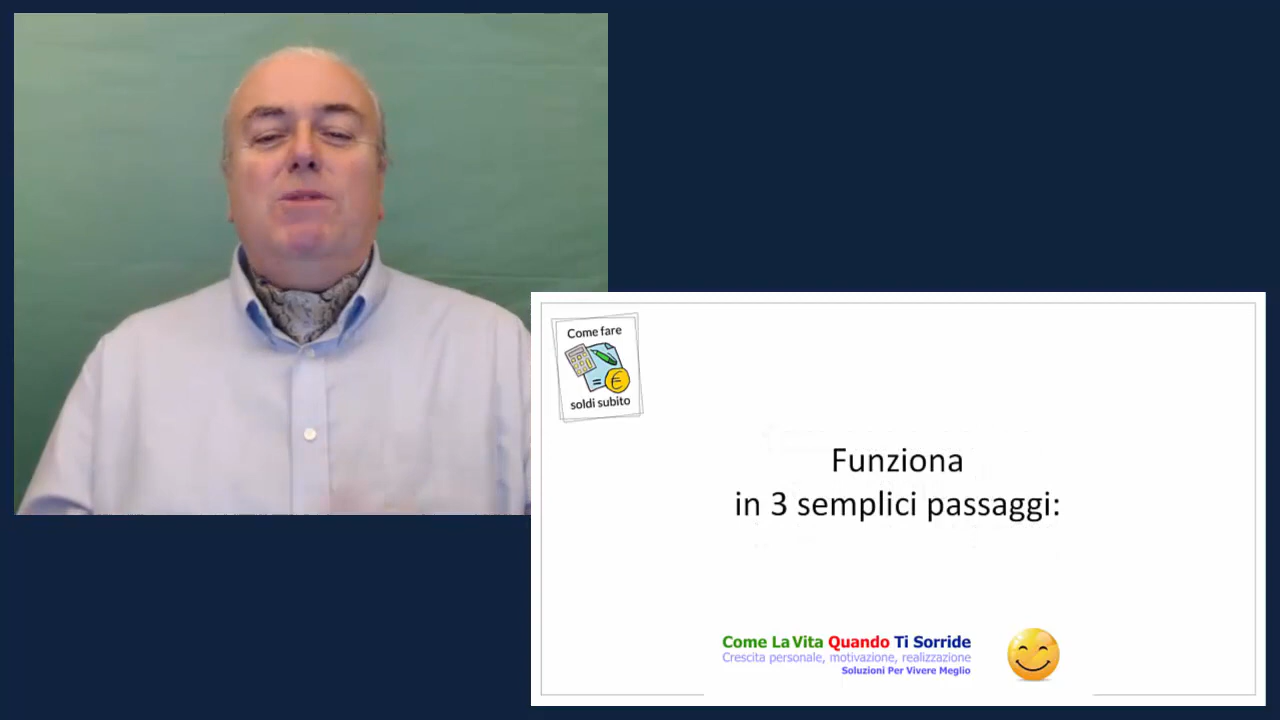 Come fare
soldi subito
Funziona
in 3 semplici passaggi:
Come La Vita Quando Ti Sorride
Crescita personale, motivazione, realizzazione
Soluzioni Per Vivere Meglio